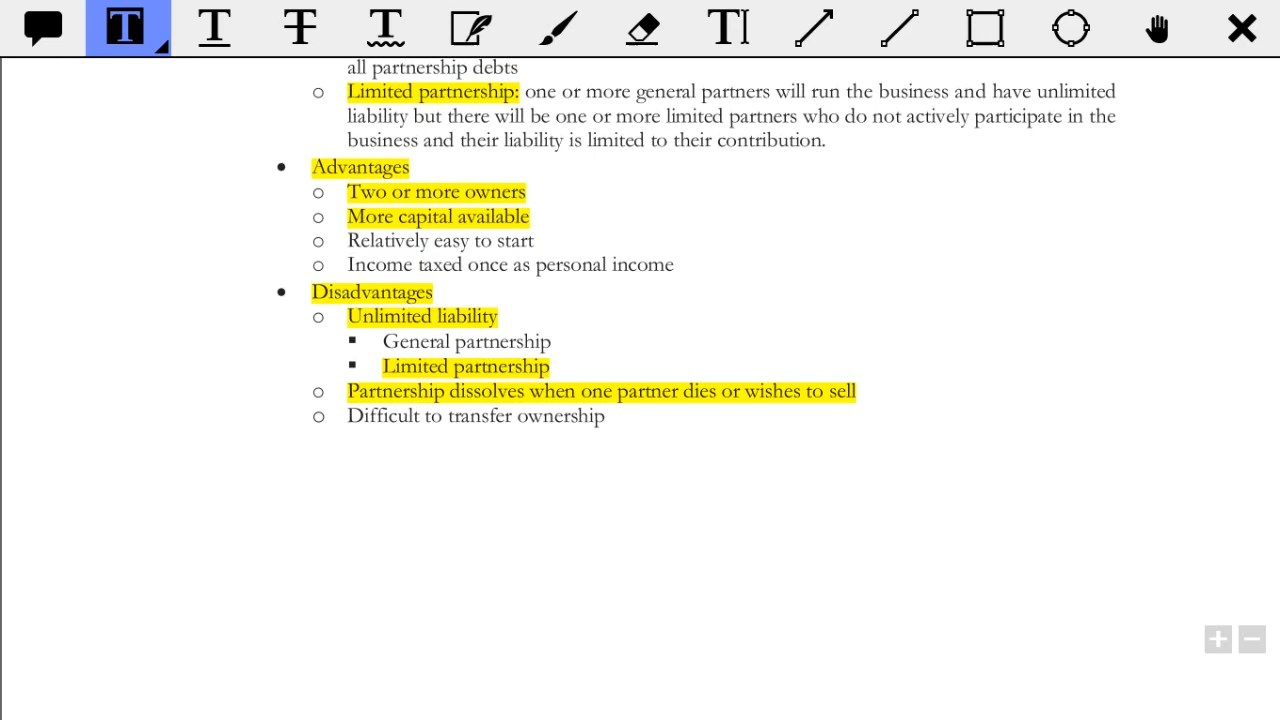 all partnership debts
o Limited partnership: one or more general partners will run the business and have unlimited
liability but there will be one or more limited partners who do not actively participate in the
business and their liability is limited to their contribution.
• Advantages
o Two or more owners
o More capital available
o Relatively easy to start
o Income taxed once as personal income
• Disadvantages
o Unlimited liability
▪ General partnership
▪ Limited partnership
o Partnership dissolves when one partner dies or wishes to sell
o Difficult to transfer ownership